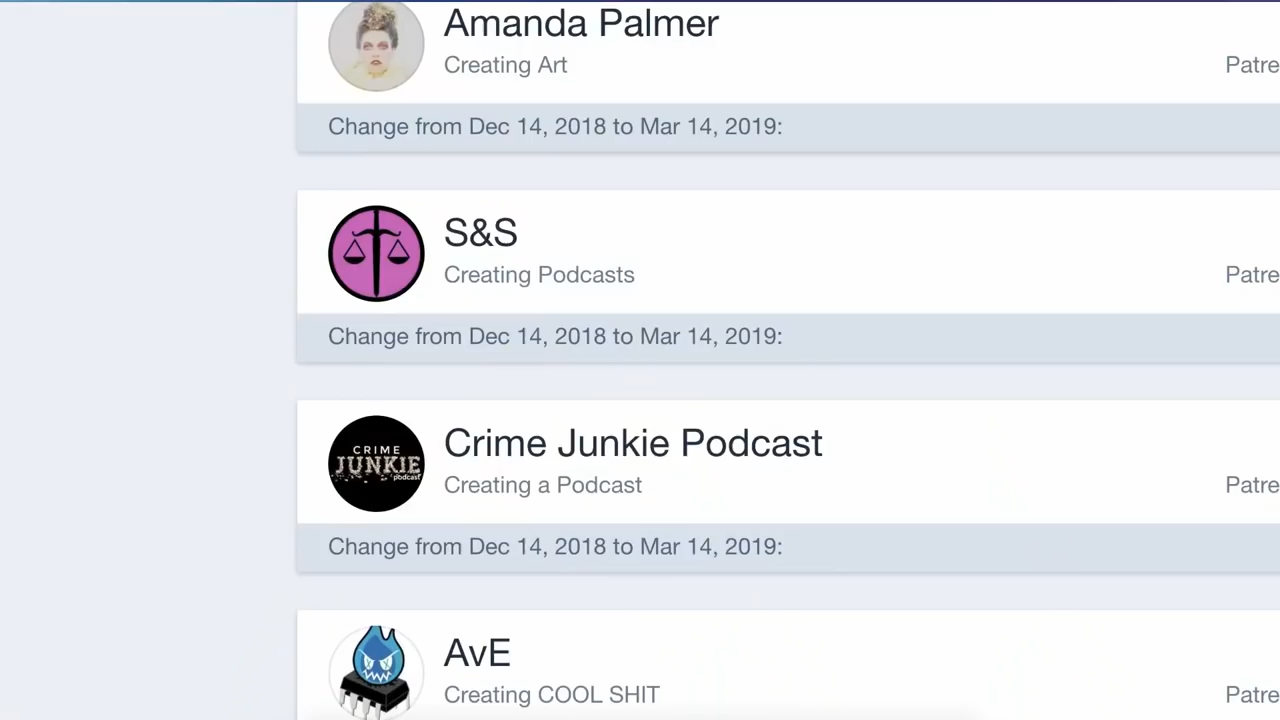 Amanda Palmer
Creating Art
Patre
Change from Dec 14, 2018 to Mar 14, 2019:
S&S
Creating Podcasts
Patre
Change from Dec 14, 2018 to Mar 14, 2019:
CRIME
JUNKIE
podcast
Crime Junkie Podcast
Creating a Podcast
Patre
Change from Dec 14, 2018 to Mar 14, 2019:
AvE
Creating COOL SHIT
Patre